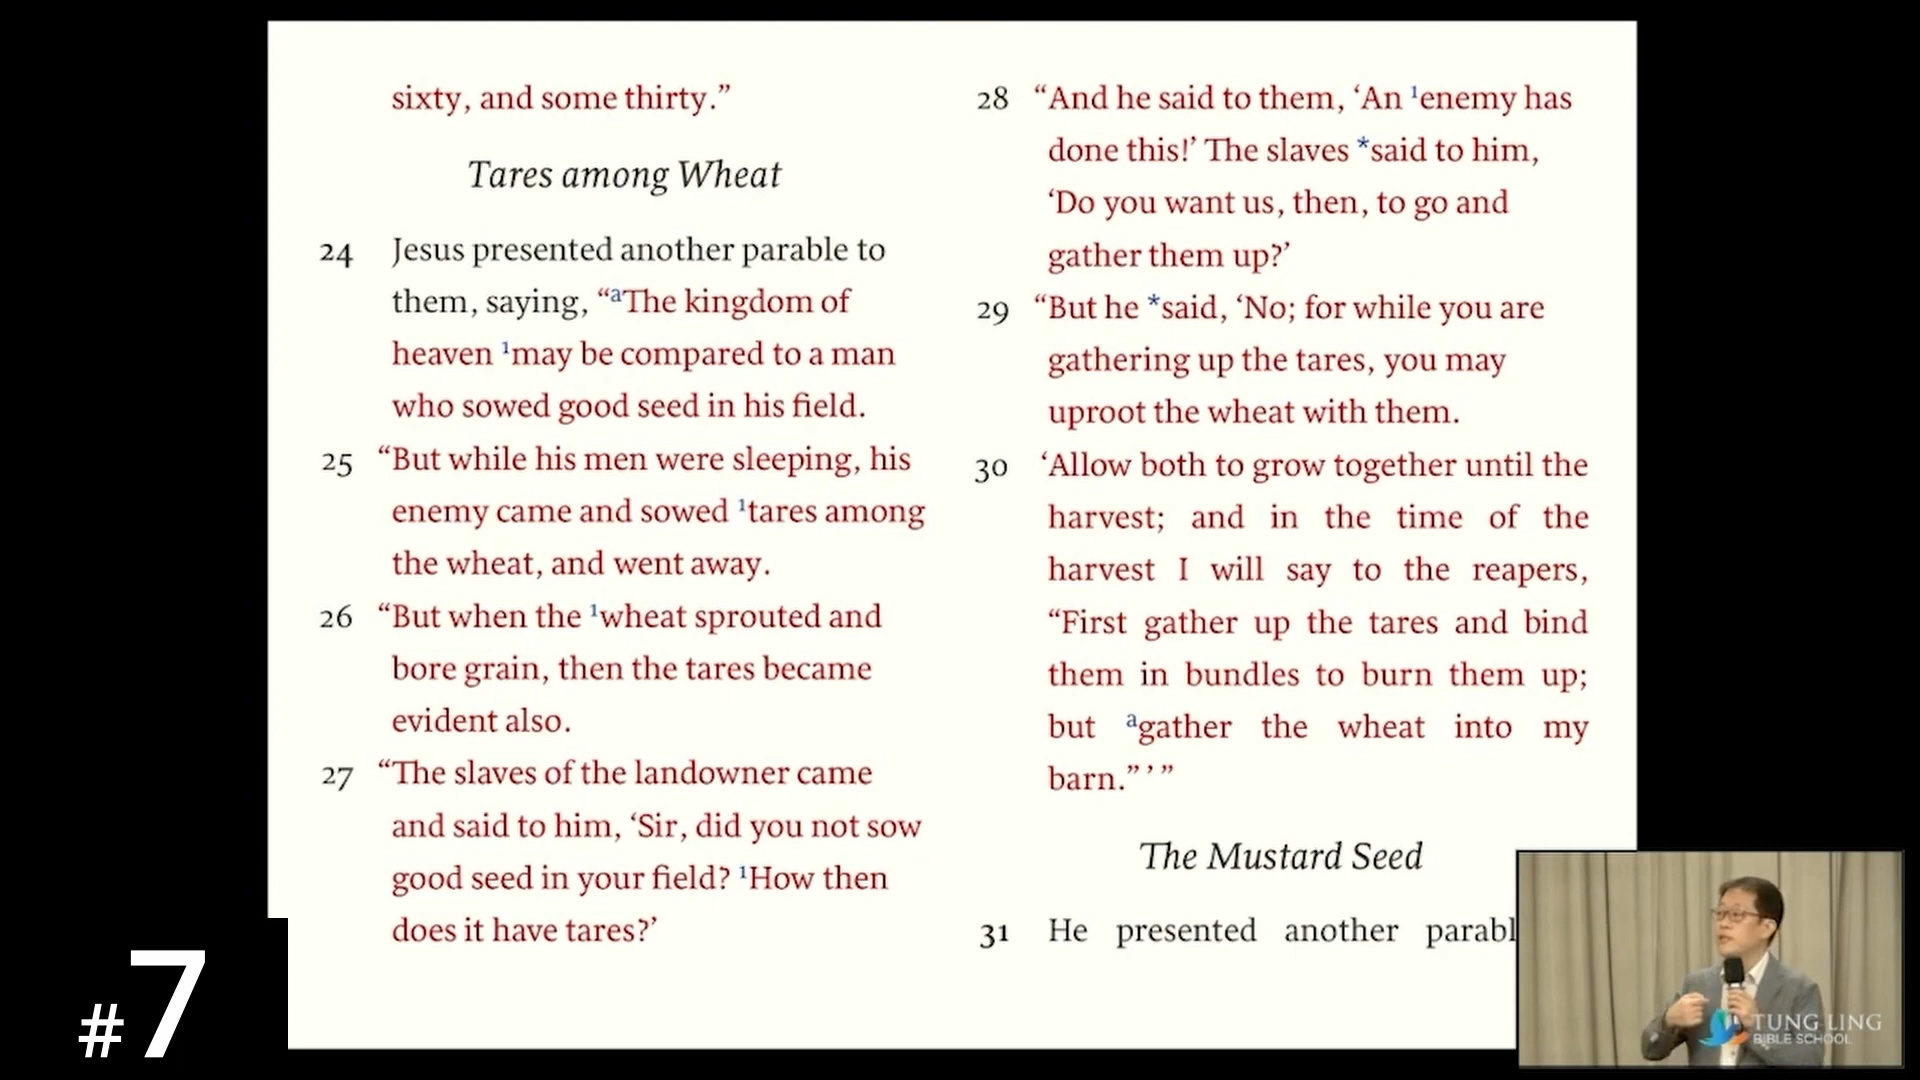 sixty, and some thirty.”
Tares among Wheat
24 Jesus presented another parable to
them, saying, “aThe kingdom of
heaven 1may be compared to a man
who sowed good seed in his field.
25 “But while his men were sleeping, his
enemy came and sowed 1tares among
the wheat, and went away.
26 “But when the 1wheat sprouted and
bore grain, then the tares became
evident also.
27 “The slaves of the landowner came
and said to him, ‘Sir, did you not sow
good seed in your field? 1How then
does it have tares?’
28 “And he said to them, ‘An 1enemy has
done this!’ The slaves *said to him,
‘Do you want us, then, to go and
gather them up?’
29 “But he *said, ‘No; for while you are
gathering up the tares, you may
uproot the wheat with them.
30 ‘Allow both to grow together until the
harvest; and in the time of the
harvest I will say to the reapers,
“First gather up the tares and bind
them in bundles to burn them up;
but agather the wheat into my
barn.” ’ ”
The Mustard Seed
31 He presented another parabl
#7
TUNG LING
BIBLE SCHOOL